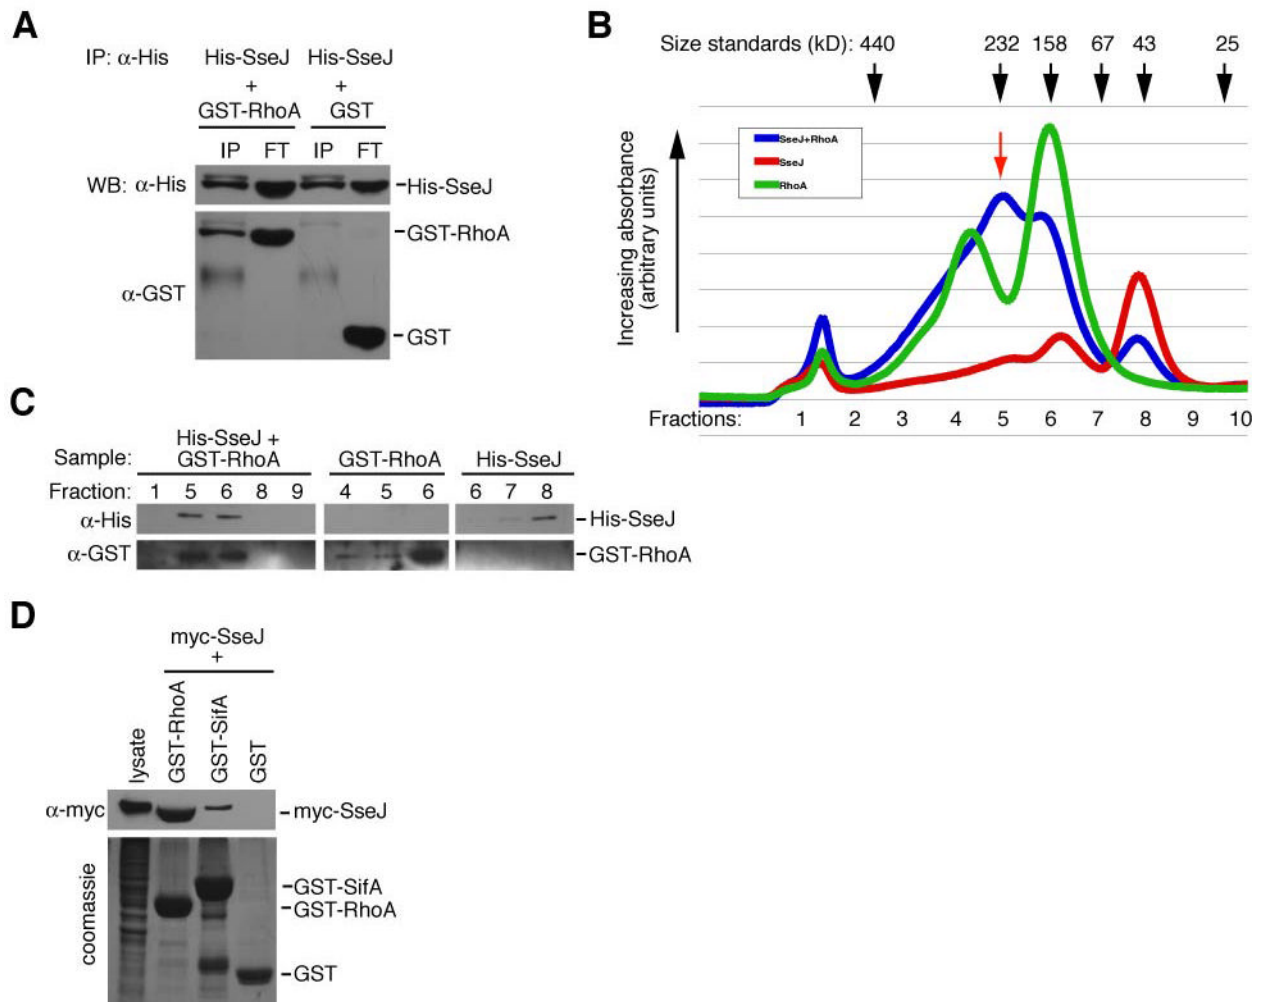 A
IP: α-His
His-SseJ
+
GST-RhoA
His-SseJ
+
GST
IP FT IP FT
WB: α-His
-His-SseJ
-GST-RhoA
α-GST
-GST
B
Size standards (kD): 440 232 158 67 43 25
Increasing absorbance
(arbitrary units)
SseJ+RhoA
SseJ
RhoA
Fractions: 1 2 3 4 5 6 7 8 9 10
C
Sample:
His-SseJ +
GST-RhoA
GST-RhoA
His-SseJ
Fraction: 1 5 6 8 9 4 5 6 6 7 8
α-His
-His-SseJ
α-GST
-GST-RhoA
D
myc-SseJ
+
lysate
GST-RhoA
GST-SifA
GST
α-myc
-myc-SseJ
coomassie
-GST-SifA
-GST-RhoA
-GST